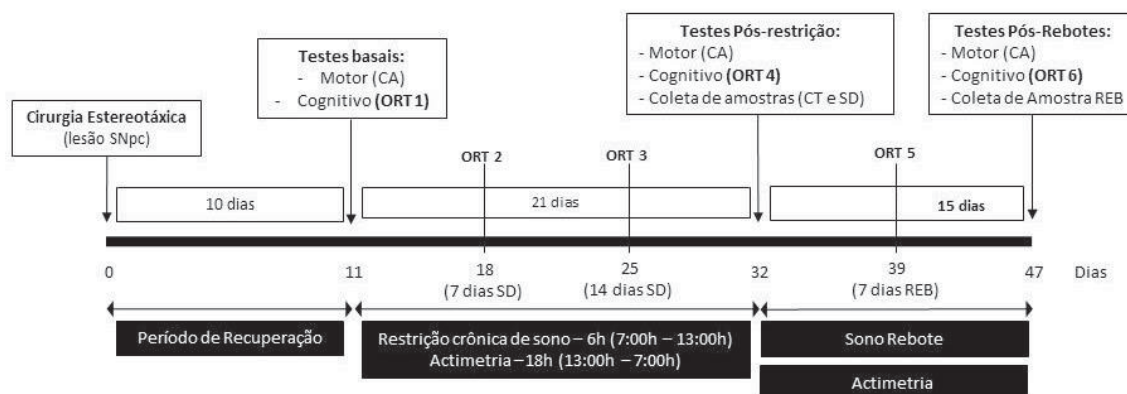 Cirurgia Estereotáxica
(lesão SNpc)
Testes basais:
- Motor (CA)
- Cognitivo (ORT 1)
Testes Pós-restrição:
- Motor (CA)
- Cognitivo (ORT 4)
- Coleta de amostras (CT e SD)
Testes Pós-Rebotes:
- Motor (CA)
- Cognitivo (ORT 6)
- Coleta de Amostra REB
ORT 2
ORT 3
ORT 5
10 dias
21 dias
15 dias
0
11
18
(7 dias SD)
25
(14 dias SD)
32
39
(7 dias REB)
47
Dias
Período de Recuperação
Restrição crônica de sono – 6h (7:00h – 13:00h)
Actimetria – 18h (13:00h – 7:00h)
Sono Rebote
Actimetria